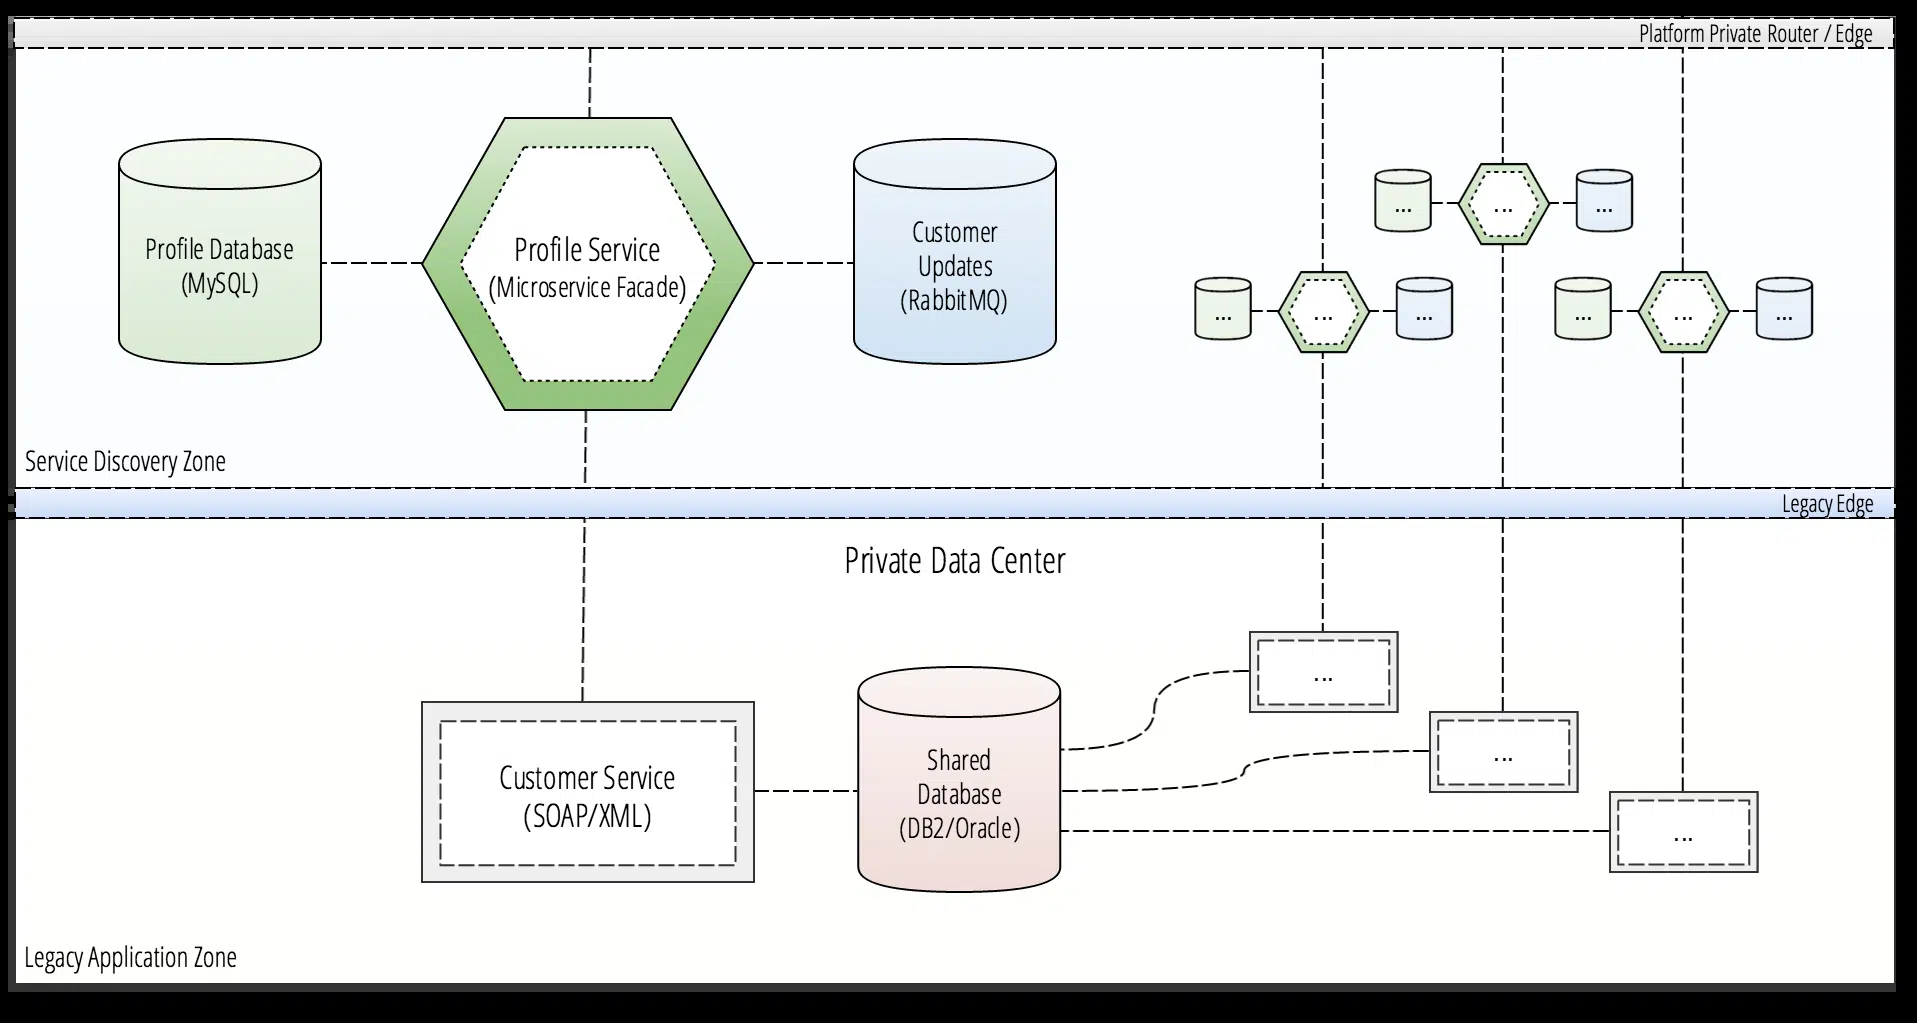 Platform Private Router / Edge
Profile Database
(MySQL)
Profile Service
(Microservice Facade)
Customer
Updates
(RabbitMQ)
...
...
...
...
...
...
...
...
...
Service Discovery Zone
Legacy Edge
Private Data Center
Customer Service
(SOAP/XML)
Shared
Database
(DB2/Oracle)
...
...
...
Legacy Application Zone